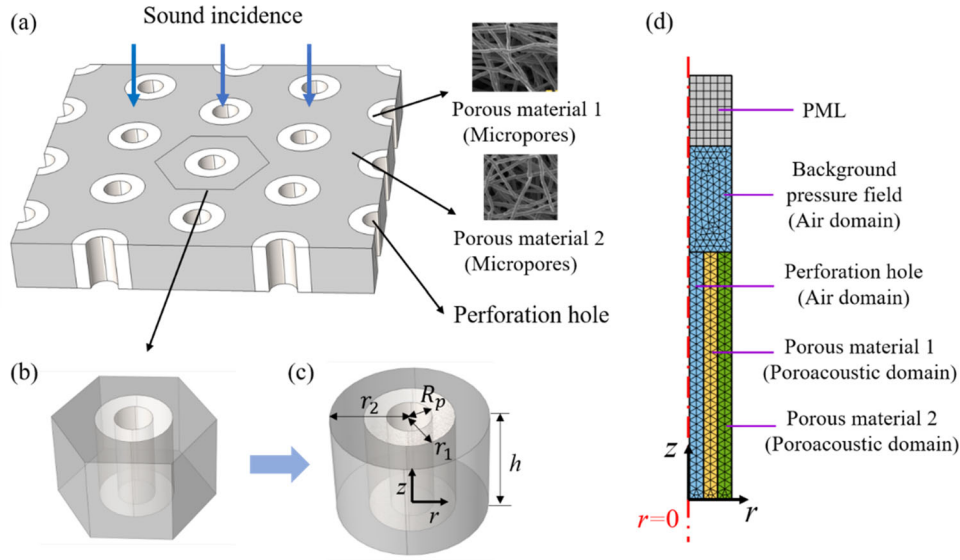 (a)
Sound incidence
Porous material 1
(Micropores)
Porous material 2
(Micropores)
Perforation hole
(b)
(c)
r₂
Rₚ
r₁
h
z
r
(d)
PML
Background
pressure field
(Air domain)
Perforation hole
(Air domain)
Porous material 1
(Poroacoustic domain)
Porous material 2
(Poroacoustic domain)
z
r=0
r